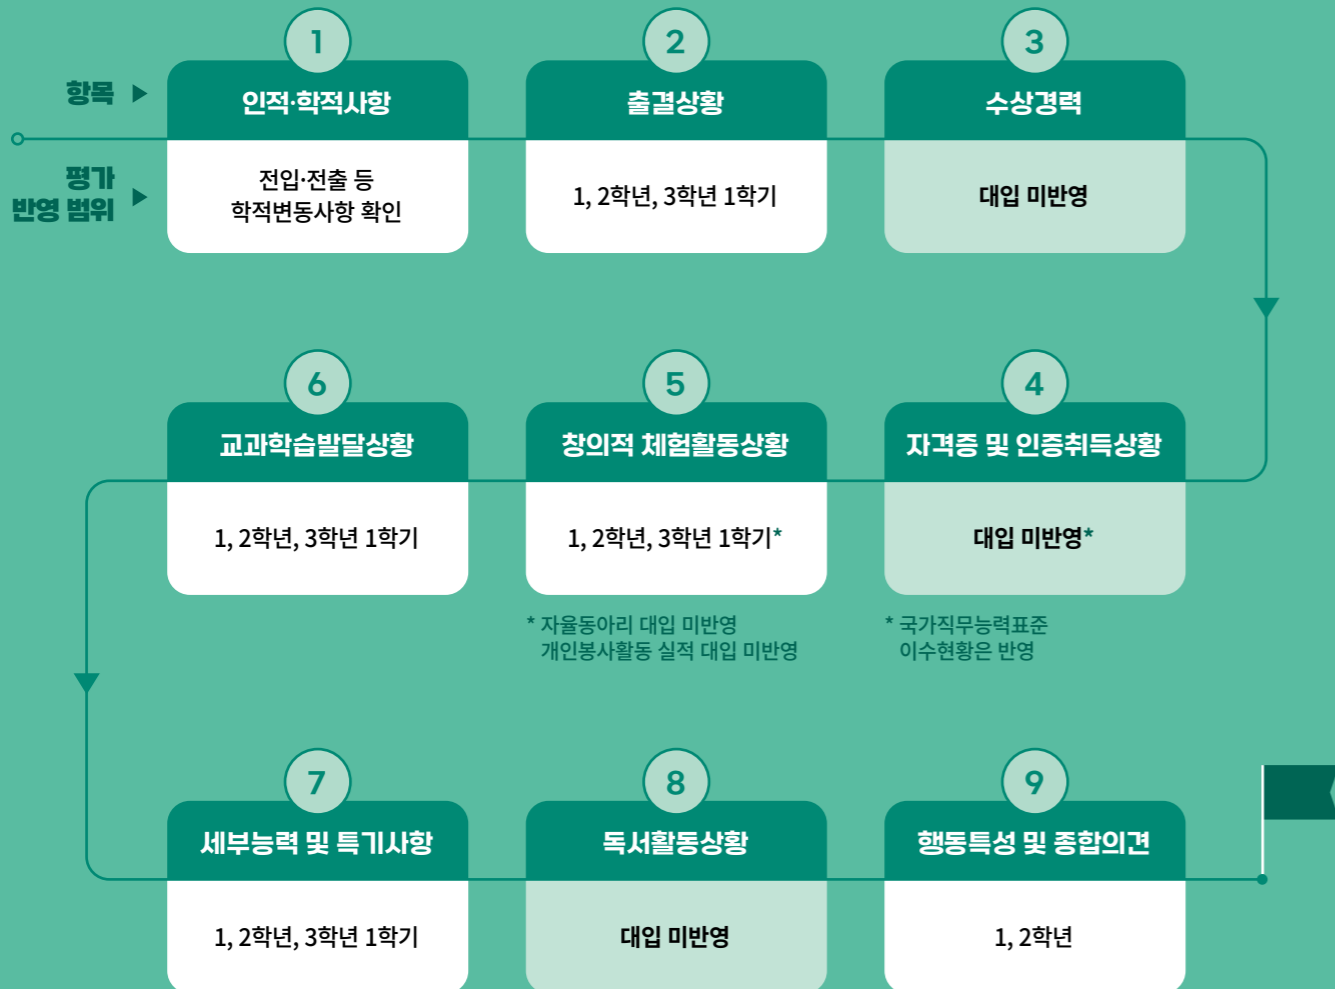 항목 ▶
평가
반영 범위 ▶
1
인적·학적사항
전입·전출 등
학적변동사항 확인
2
출결상황
1, 2학년, 3학년 1학기
3
수상경력
대입 미반영
4
자격증 및 인증취득상황
대입 미반영*
* 국가직무능력표준
이수현황은 반영
5
창의적 체험활동상황
1, 2학년, 3학년 1학기*
* 자율동아리 대입 미반영
개인봉사활동 실적 대입 미반영
6
교과학습발달상황
1, 2학년, 3학년 1학기
7
세부능력 및 특기사항
1, 2학년, 3학년 1학기
8
독서활동상황
대입 미반영
9
행동특성 및 종합의견
1, 2학년